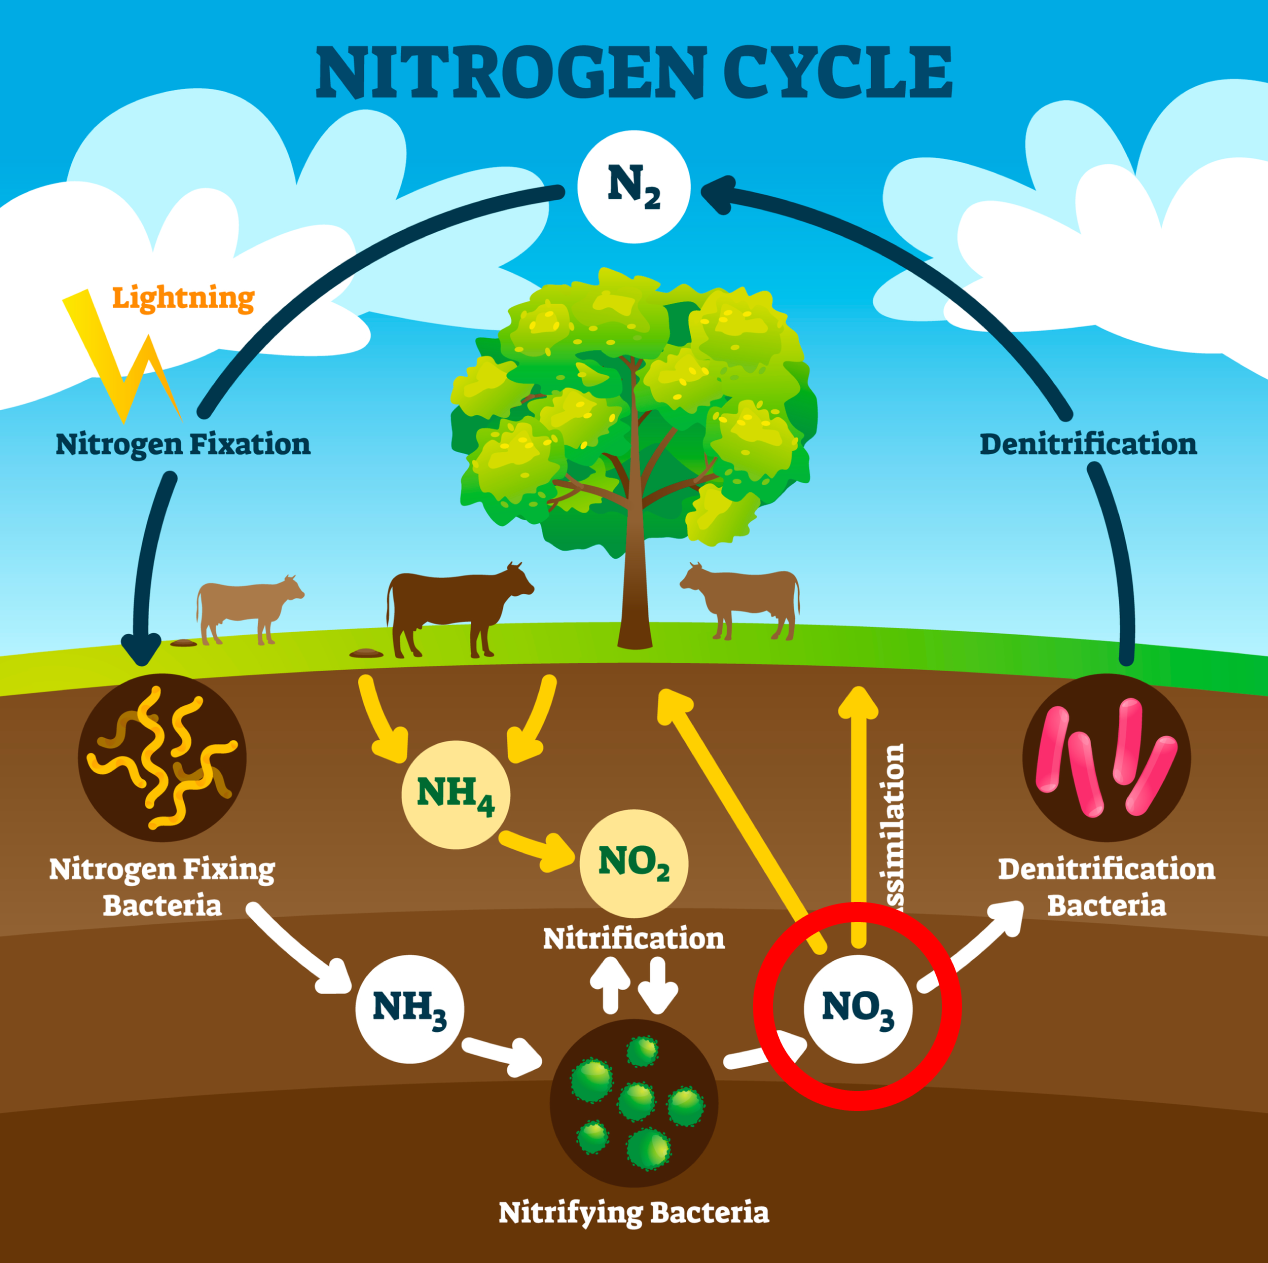 NITROGEN CYCLE
N₂
Lightning
Nitrogen Fixation
Denitrification
NH₄
NO₂
Nitrogen Fixing
Bacteria
Nitrification
Denitrification
Bacteria
NH₃
NO₃
Nitrifying Bacteria